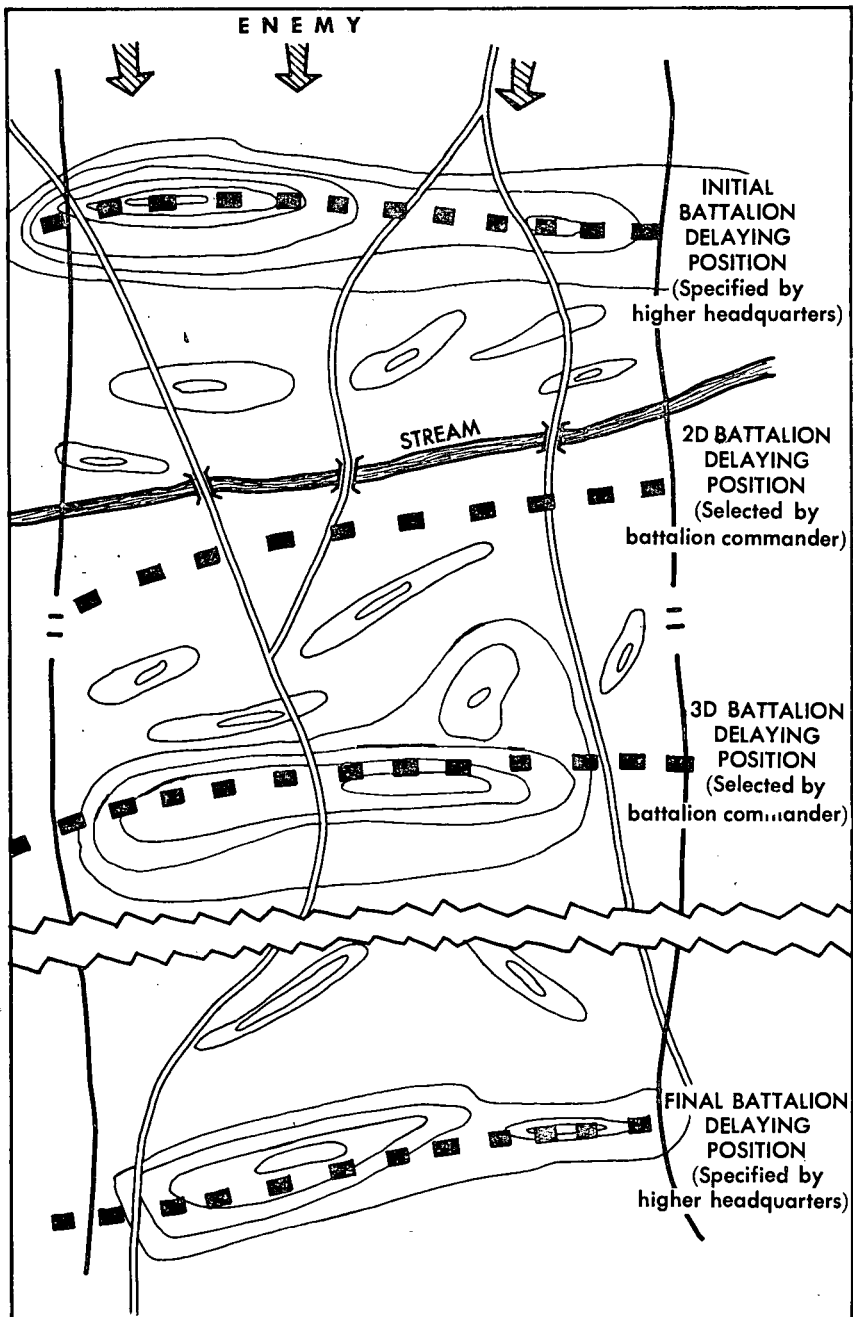 ENEMY
INITIAL
BATTALION
DELAYING
POSITION
(Specified by
higher headquarters)
STREAM
2D BATTALION
DELAYING
POSITION
(Selected by
battalion commander)
3D BATTALION
DELAYING
POSITION
(Selected by
battalion commander)
FINAL BATTALION
DELAYING
POSITION
(Specified by
higher headquarters)